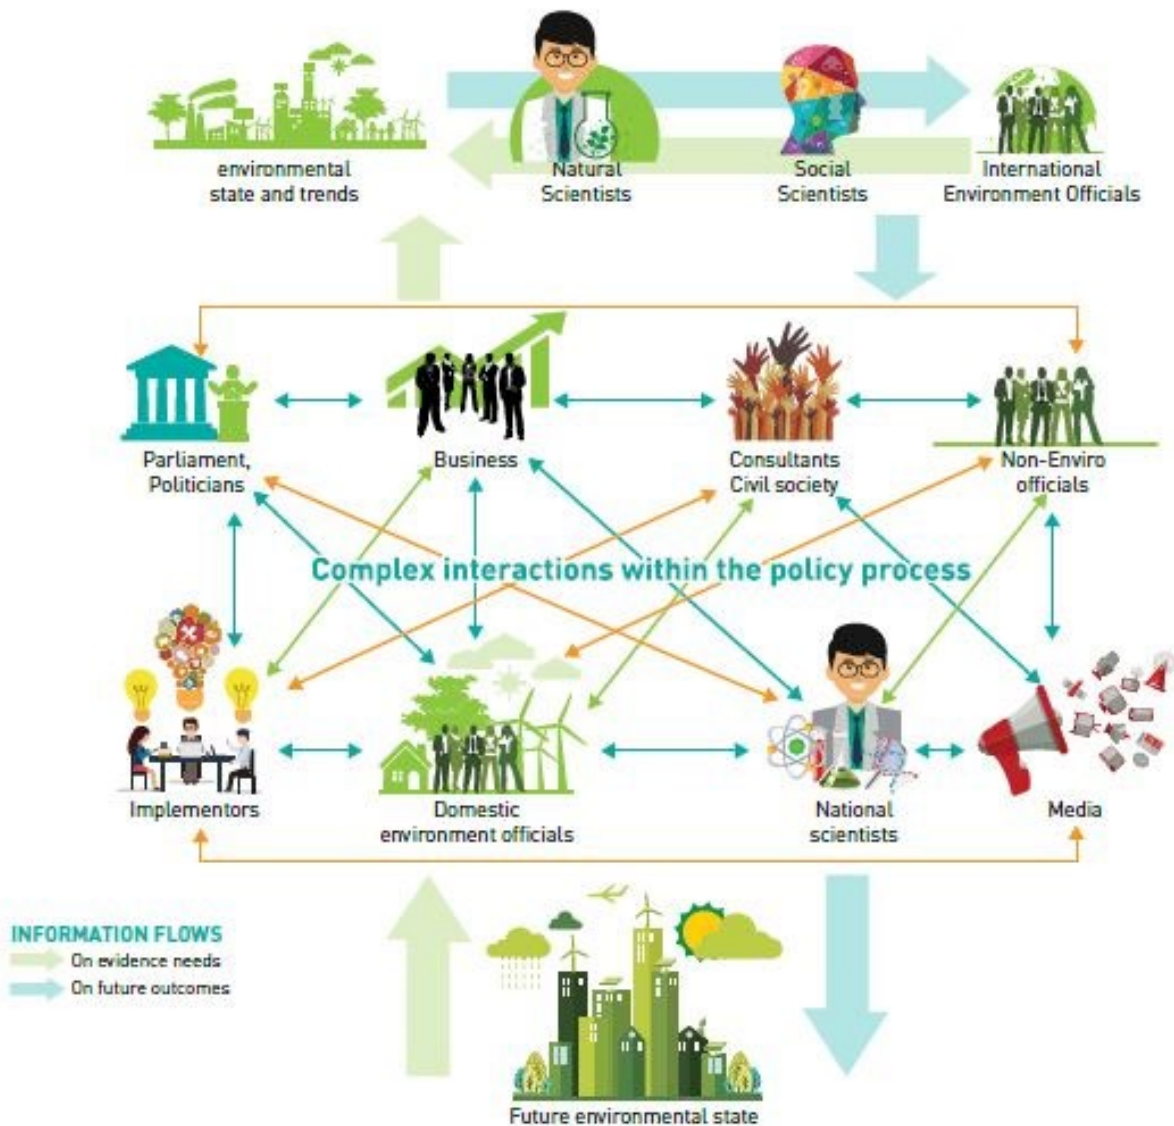 environmental
state and trends
Natural
Scientists
Social
Scientists
International
Environment Officials
Parliament,
Politicians
Business
Consultants
Civil society
Non-Enviro
officials
Complex interactions within the policy process
Implementors
Domestic
environment officials
National
scientists
Media
INFORMATION FLOWS
On evidence needs
On future outcomes
Future environmental state